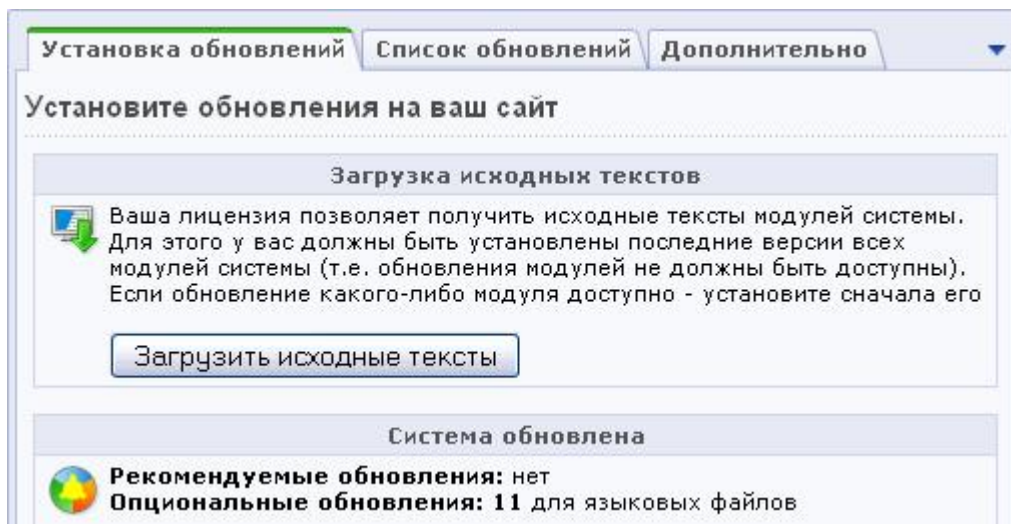 Установка обновлений Список обновлений Дополнительно
Установите обновления на ваш сайт
Загрузка исходных текстов
Ваша лицензия позволяет получить исходные тексты модулей системы.
Для этого у вас должны быть установлены последние версии всех
модулей системы (т.е. обновления модулей не должны быть доступны).
Если обновление какого-либо модуля доступно - установите сначала его
Загрузить исходные тексты
Система обновлена
Рекомендуемые обновления: нет
Опциональные обновления: 11 для языковых файлов